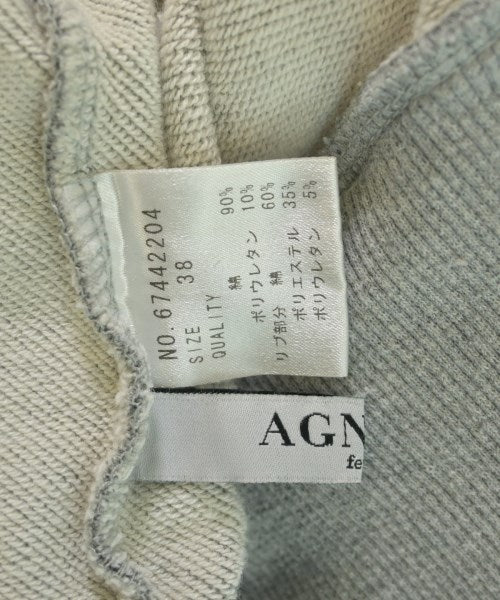 NO. 67442204
SIZE 38
QUALITY
綿 90%
ポリウレタン 10%
リブ部分 綿 60%
ポリエステル 35%
ポリウレタン 5%
AGN
fe